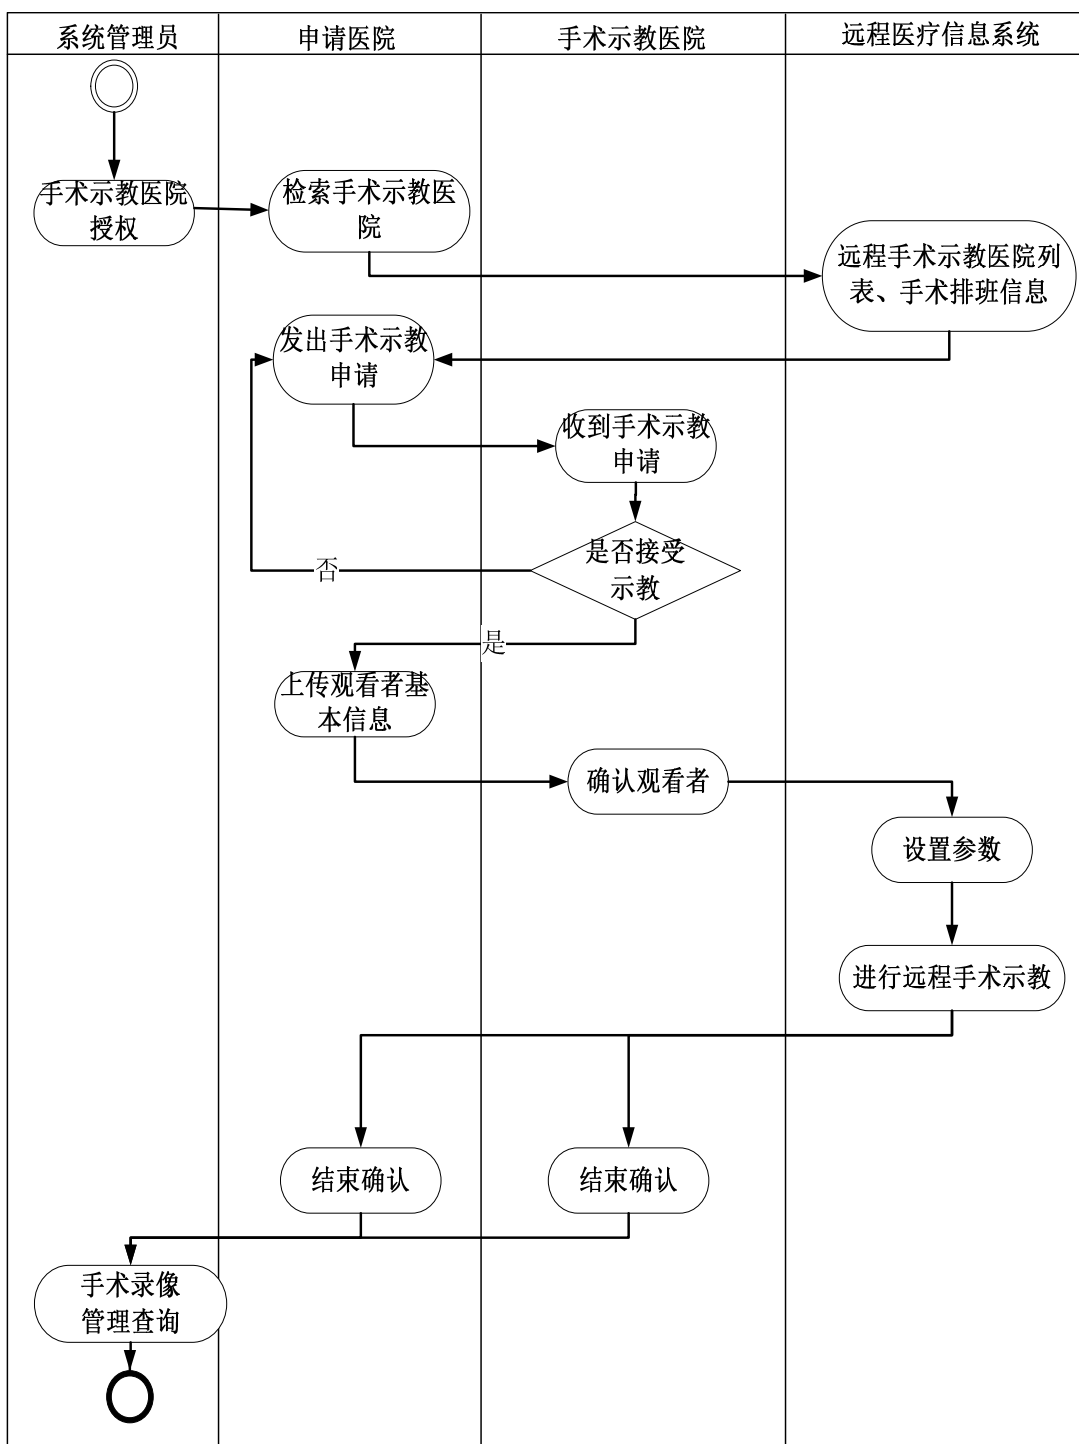 系统管理员
申请医院
手术示教医院
远程医疗信息系统
手术示教医院
授权
检索手术示教医
院
远程手术示教医院列
表、手术排班信息
发出手术示教
申请
收到手术示教
申请
是否接受
示教
否
是
上传观看者基
本信息
确认观看者
设置参数
进行远程手术示教
结束确认
结束确认
手术录像
管理查询